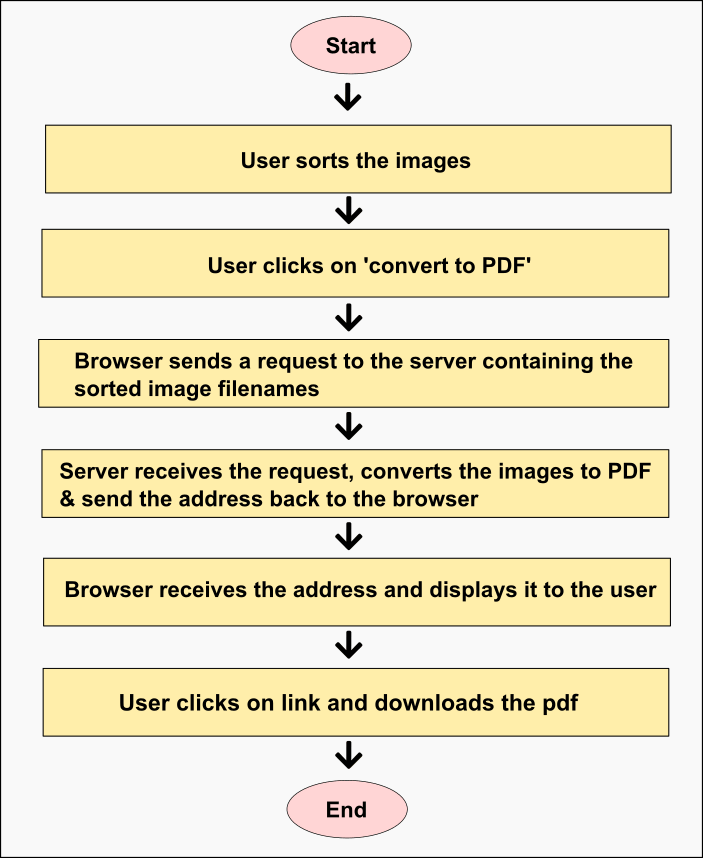 Start
User sorts the images
User clicks on 'convert to PDF'
Browser sends a request to the server containing the
sorted image filenames
Server receives the request, converts the images to PDF
& send the address back to the browser
Browser receives the address and displays it to the user
User clicks on link and downloads the pdf
End